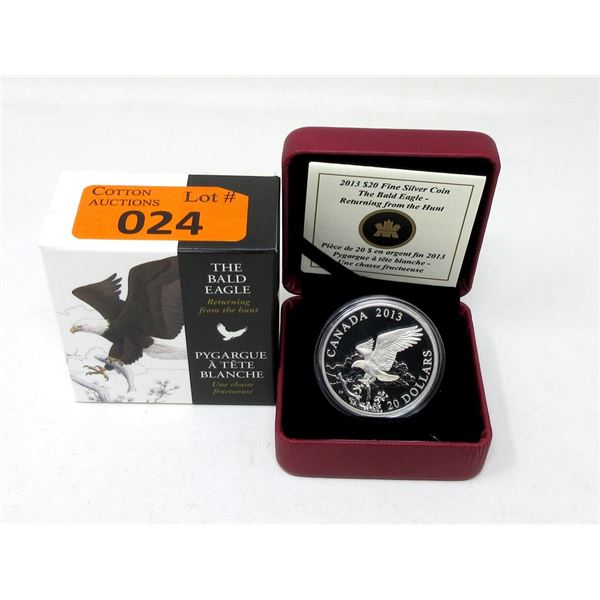 COTTON
AUCTIONS
Lot #
024
THE
BALD
EAGLE
Returning
from the hunt
PYGARGUE
À TÊTE
BLANCHE
Une chasse
fructueuse
2013 $20 Fine Silver Coin
The Bald Eagle -
Returning from the Hunt
Pièce de 20 $ en argent fin 2013
Pygargue à tête blanche -
Une chasse fructueuse
CANADA 2013
20 DOLLARS